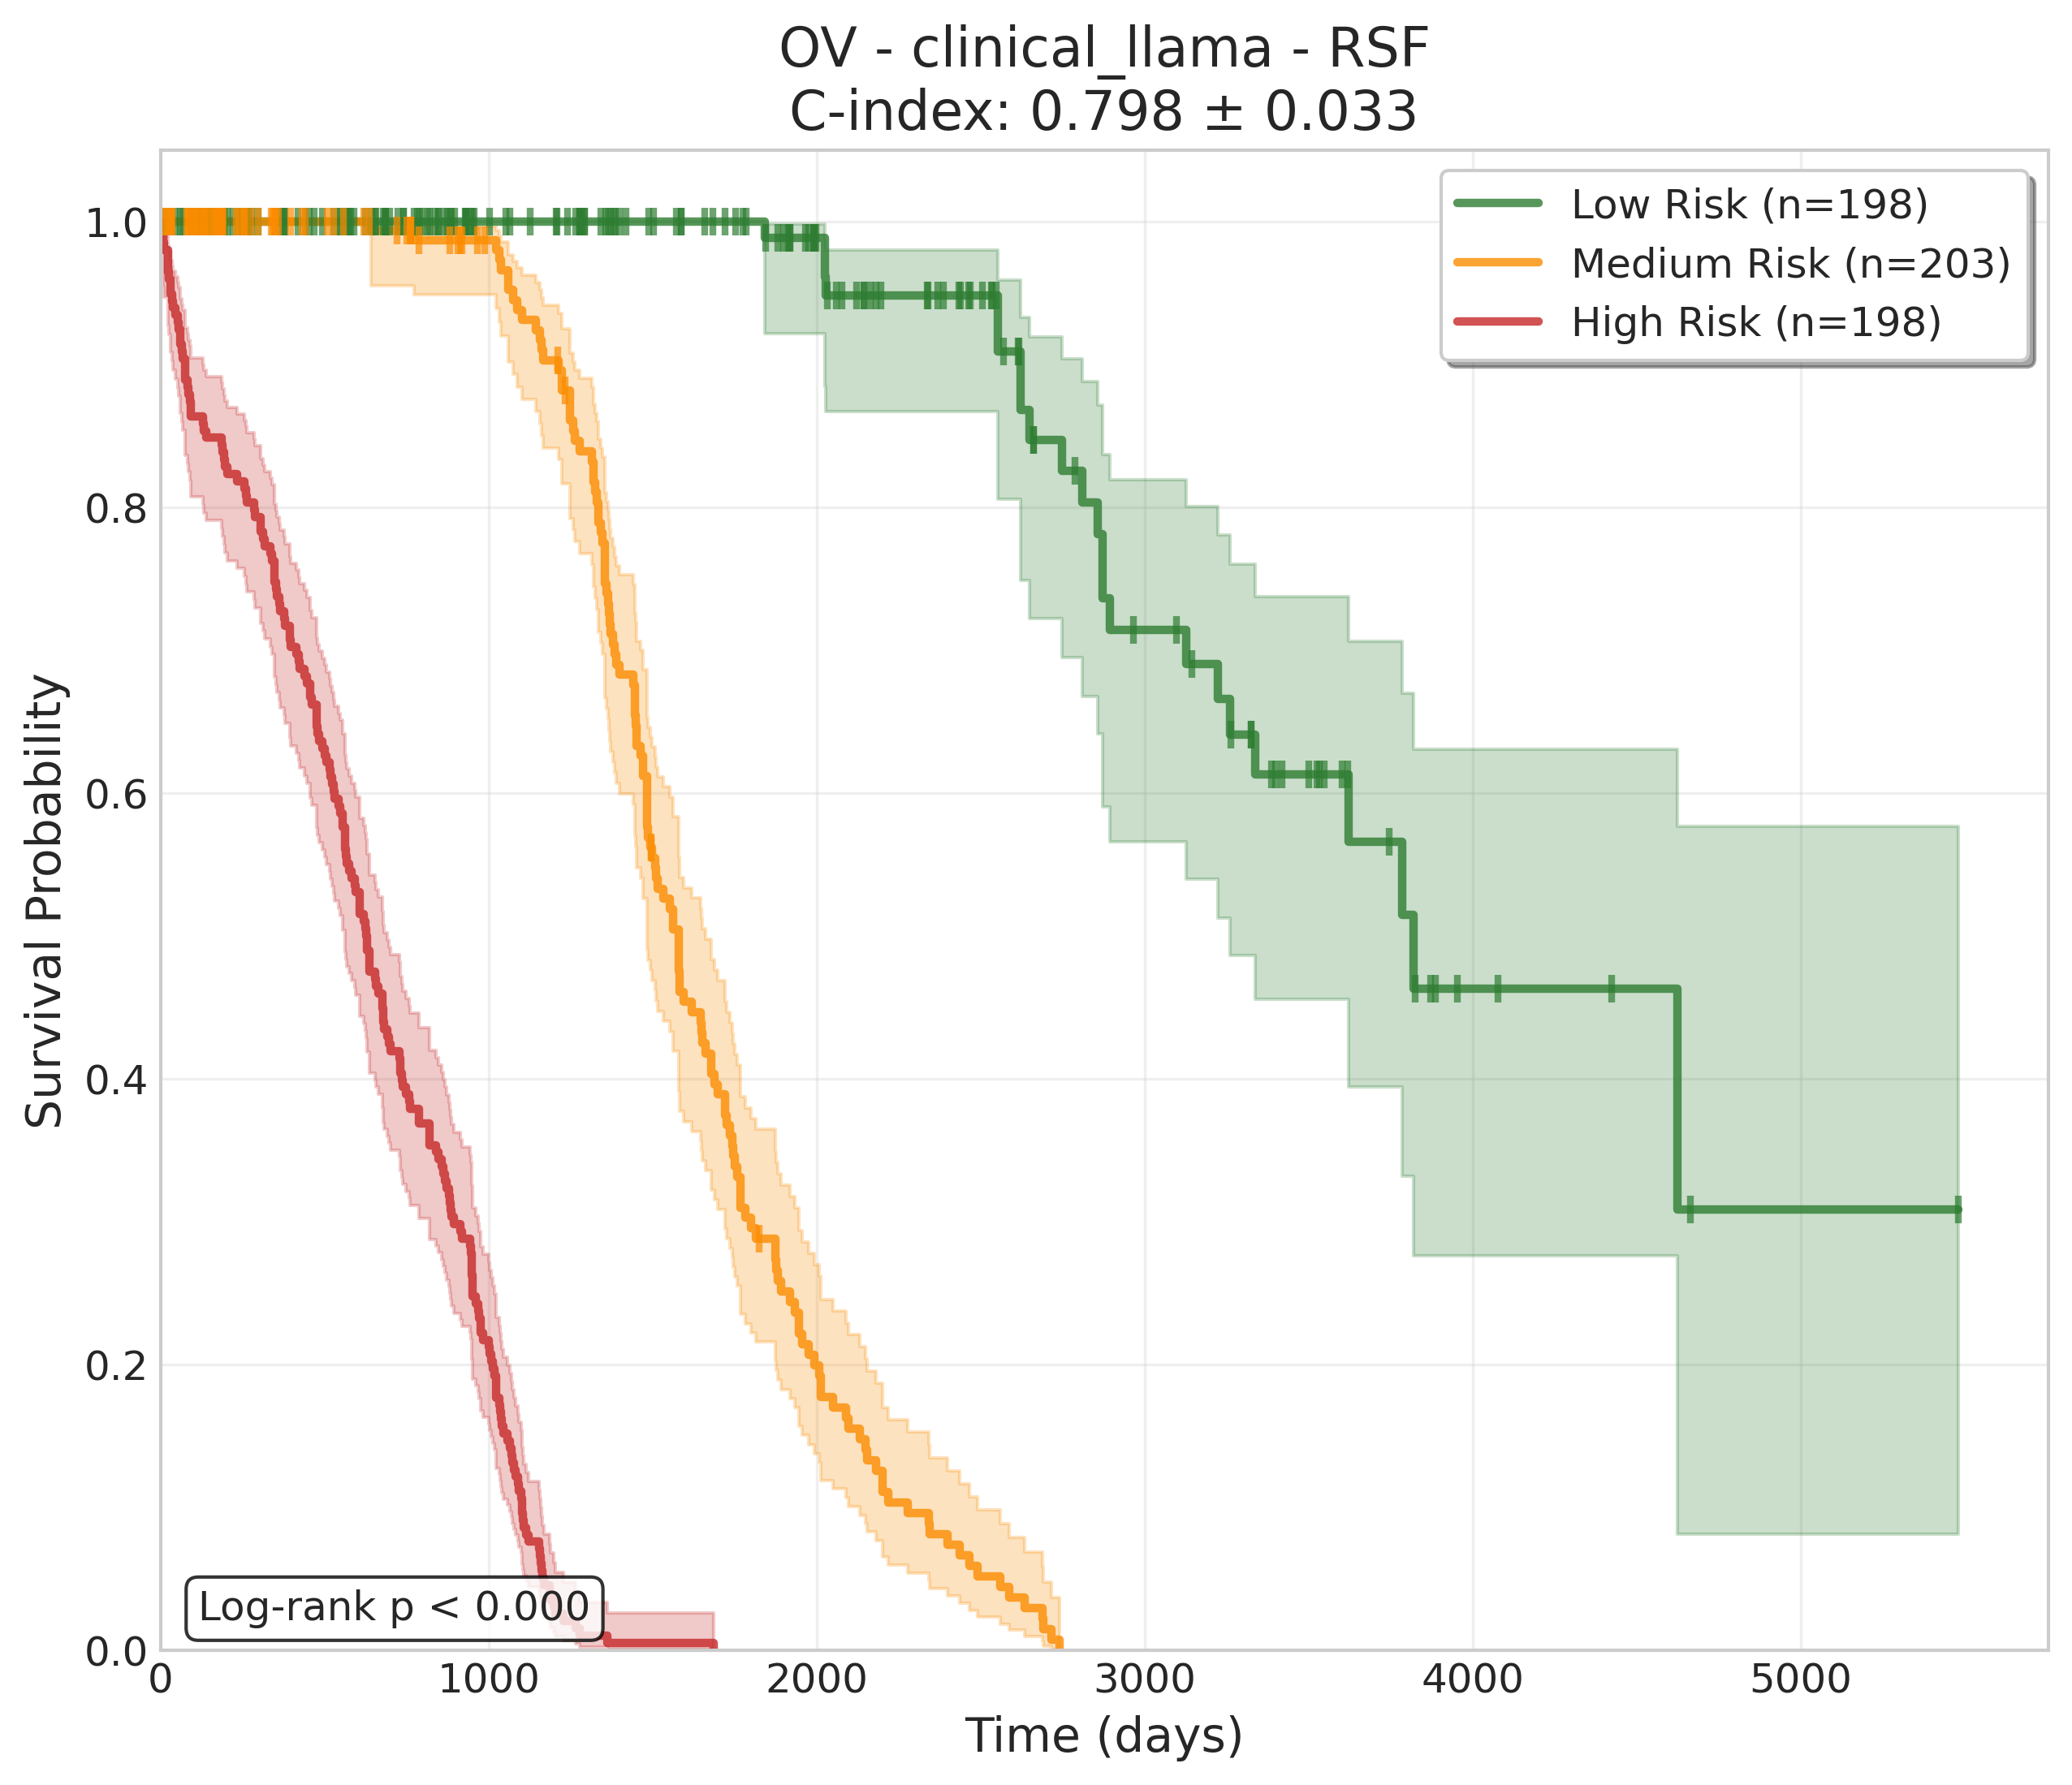 OV - clinical_llama - RSF
C-index: 0.798 ± 0.033
Low Risk (n=198)
Medium Risk (n=203)
High Risk (n=198)
Survival Probability
1.0
0.8
0.6
0.4
0.2
0.0
Log-rank p < 0.000
0 1000 2000 3000 4000 5000
Time (days)